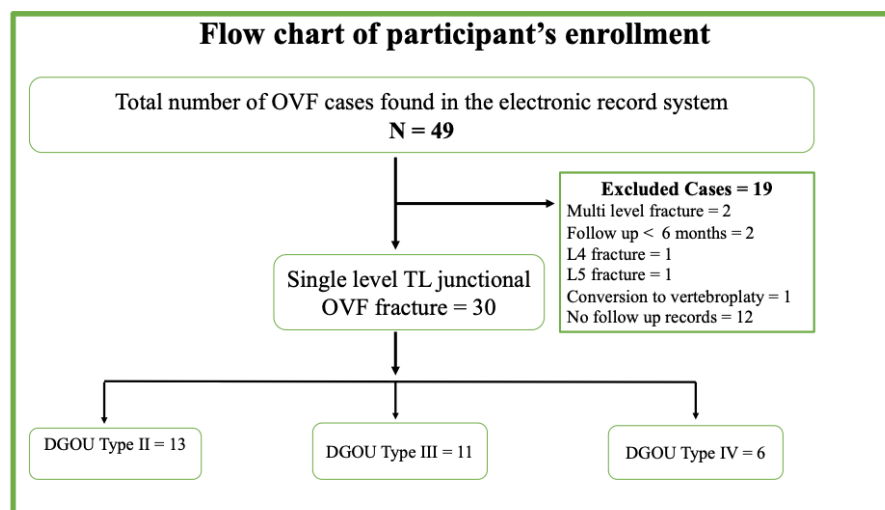 Flow chart of participant’s enrollment
Total number of OVF cases found in the electronic record system
N = 49
Excluded Cases = 19
Multi level fracture = 2
Follow up < 6 months = 2
L4 fracture = 1
L5 fracture = 1
Conversion to vertebroplaty = 1
No follow up records = 12
Single level TL junctional
OVF fracture = 30
DGOU Type II = 13
DGOU Type III = 11
DGOU Type IV = 6